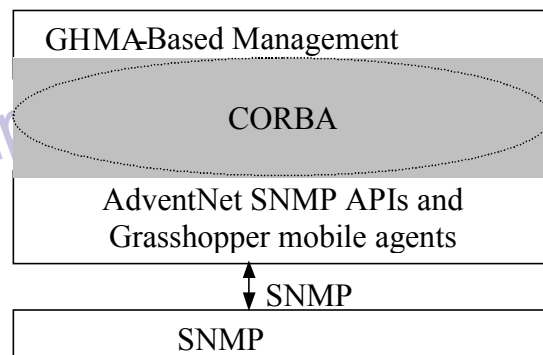 GHMA-Based Management
CORBA
AdventNet SNMP APIs and
Grasshopper mobile agents
SNMP
SNMP